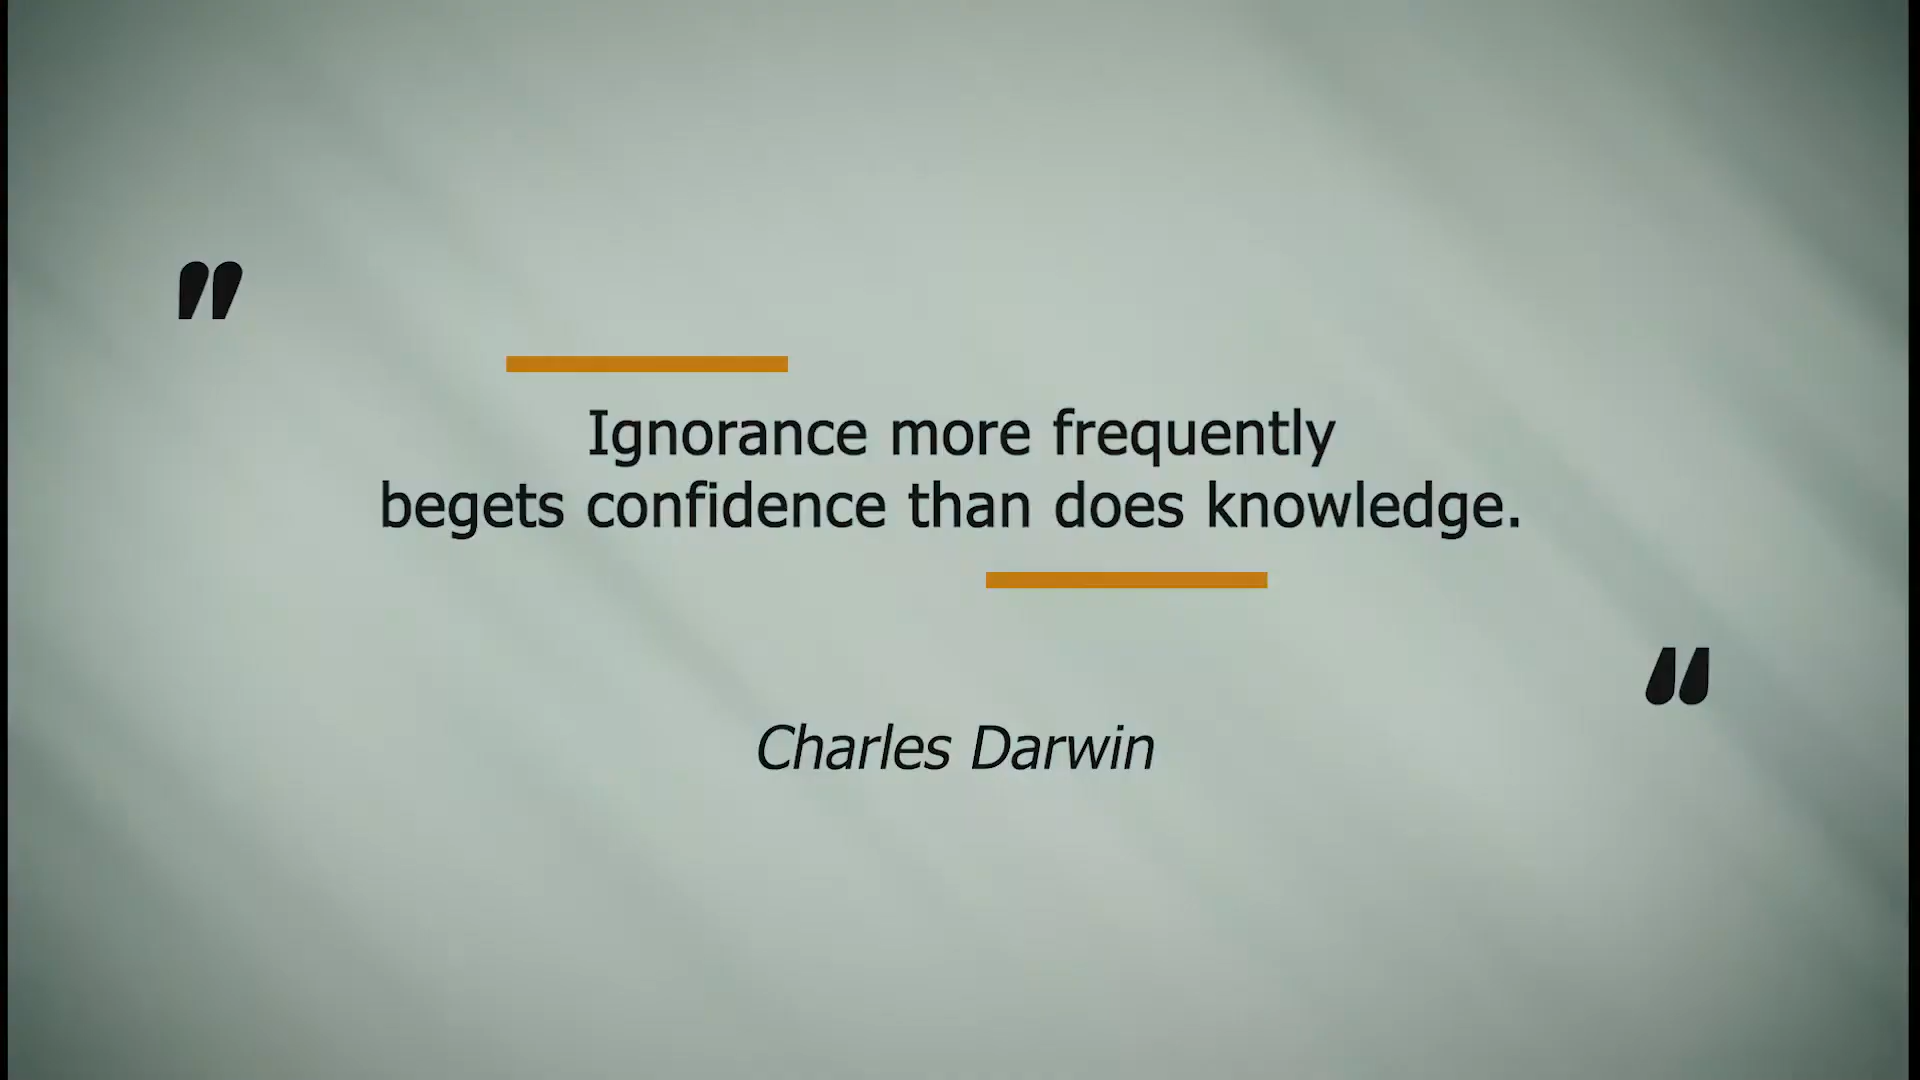 "
Ignorance more frequently
begets confidence than does knowledge.
"
Charles Darwin